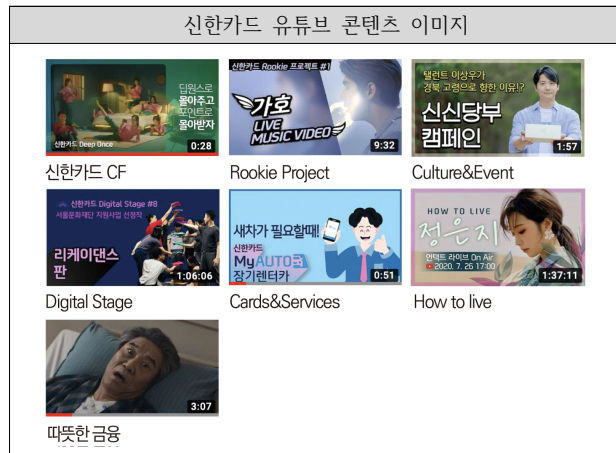 신한카드 유튜브 콘텐츠 이미지
딥원스로
몰아주고
포인트로
몰아받자
신한카드 Deep Once
0:28
신한카드 CF
신한카드 Rookie 프로젝트 #1
가호
LIVE
MUSIC VIDEO
9:32
Rookie Project
탤런트 이상우가
경북 고령으로 향한 이유!?
신신당부
캠페인
1:57
Culture&Event
신한카드 Digital Stage #8
서울문화재단 지원사업 선정작
리케이댄스
판
1:06:06
Digital Stage
새차가 필요할때!
신한카드
My AUTO
장기렌터카
0:51
Cards&Services
HOW TO LIVE
정은지
언택트 라이브 On Air
2020. 7. 26 17:00
1:37:11
How to live
3:07
따뜻한 금융